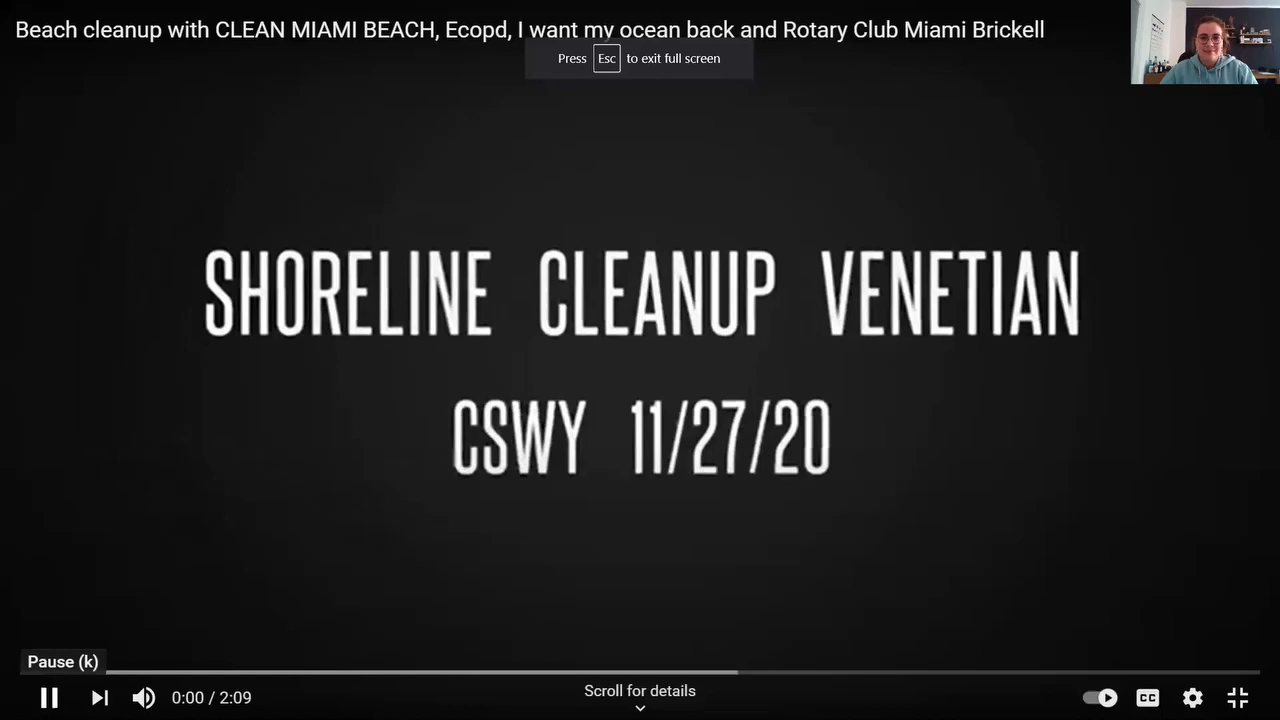 Beach cleanup with CLEAN MIAMI BEACH, Ecopd, I want my ocean back and Rotary Club Miami Brickell
Press Esc to exit full screen
SHORELINE CLEANUP VENETIAN
CSWY 11/27/20
Pause (k)
0:00 / 2:09
Scroll for details
CC